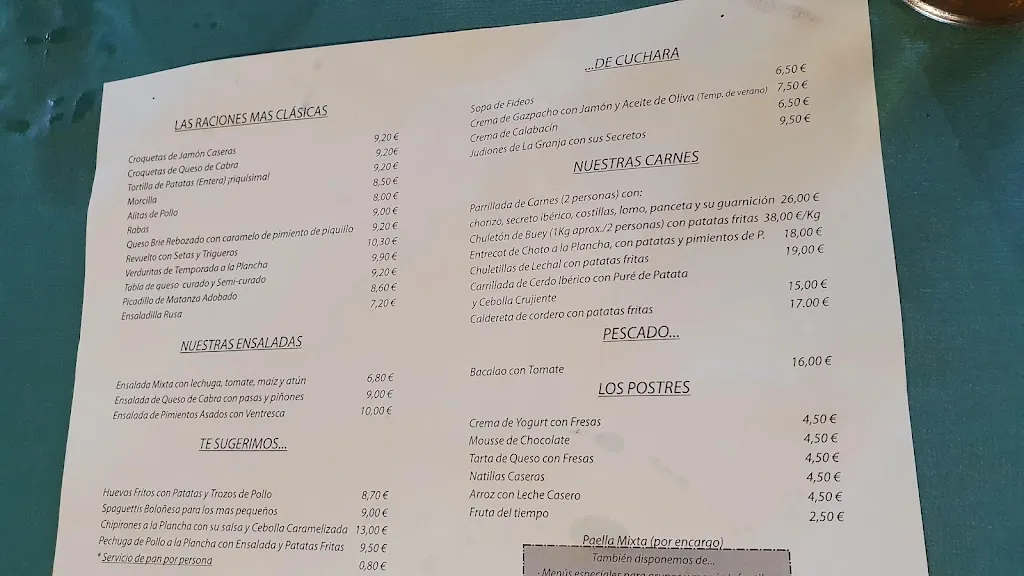 LAS RACIONES MAS CLÁSICAS
Croquetas de Jamón Caseras 9,20 €
Croquetas de Queso de Cabra 9,20€
Tortilla de Patatas (Entera) ¡riquísima! 9,20 €
Morcilla 8,50 €
Alitas de Pollo 8,00 €
Rabas 9,00 €
Queso Brie Rebozado con caramelo de pimiento de piquillo 9,20 €
Revuelto con Setas y Trigueros 10,30 €
Verduritas de Temporada a la Plancha 9,90 €
Tabla de queso curado y Semi-curado 9,20 €
Picadillo de Matanza Adobado 8,60 €
Ensaladilla Rusa 7,20 €
NUESTRAS ENSALADAS
Ensalada Mixta con lechuga, tomate, maíz y atún 6,80 €
Ensalada de Queso de Cabra con pasas y piñones 9,00 €
Ensalada de Pimientos Asados con Ventresca 10,00 €
TE SUGERIMOS...
Huevos Fritos con Patatas y Trozos de Pollo 8,70 €
Spaguettis Boloñesa para los mas pequeños 9,00 €
Chipirones a la Plancha con su salsa y Cebolla Caramelizada 13,00 €
Pechuga de Pollo a la Plancha con Ensalada y Patatas Fritas 9,50 €
* Servicio de pan por persona 0,80 €
...DE CUCHARA
Sopa de Fideos 6,50 €
Crema de Gazpacho con Jamón y Aceite de Oliva (Temp. de verano) 7,50 €
Crema de Calabacín 6,50 €
Judiones de La Granja con sus Secretos 9,50 €
NUESTRAS CARNES
Parrillada de Carnes (2 personas) con:
chorizo, secreto ibérico, costillas, lomo, panceta y su guarnición 26,00 €
Chuletón de Buey (1Kg aprox./2 personas) con patatas fritas 38,00 €/Kg
Entrecot de Choto a la Plancha, con patatas y pimientos de P. 18,00 €
Chuletillas de Lechal con patatas fritas 19,00 €
Carrillada de Cerdo Ibérico con Puré de Patata
y Cebolla Crujiente 15,00 €
Caldereta de cordero con patatas fritas 17.00 €
PESCADO...
Bacalao con Tomate 16,00 €
LOS POSTRES
Crema de Yogurt con Fresas 4,50 €
Mousse de Chocolate 4,50 €
Tarta de Queso con Fresas 4,50 €
Natillas Caseras 4,50 €
Arroz con Leche Casero 4,50 €
Fruta del tiempo 2,50 €
Paella Mixta (por encargo)
También disponemos de...